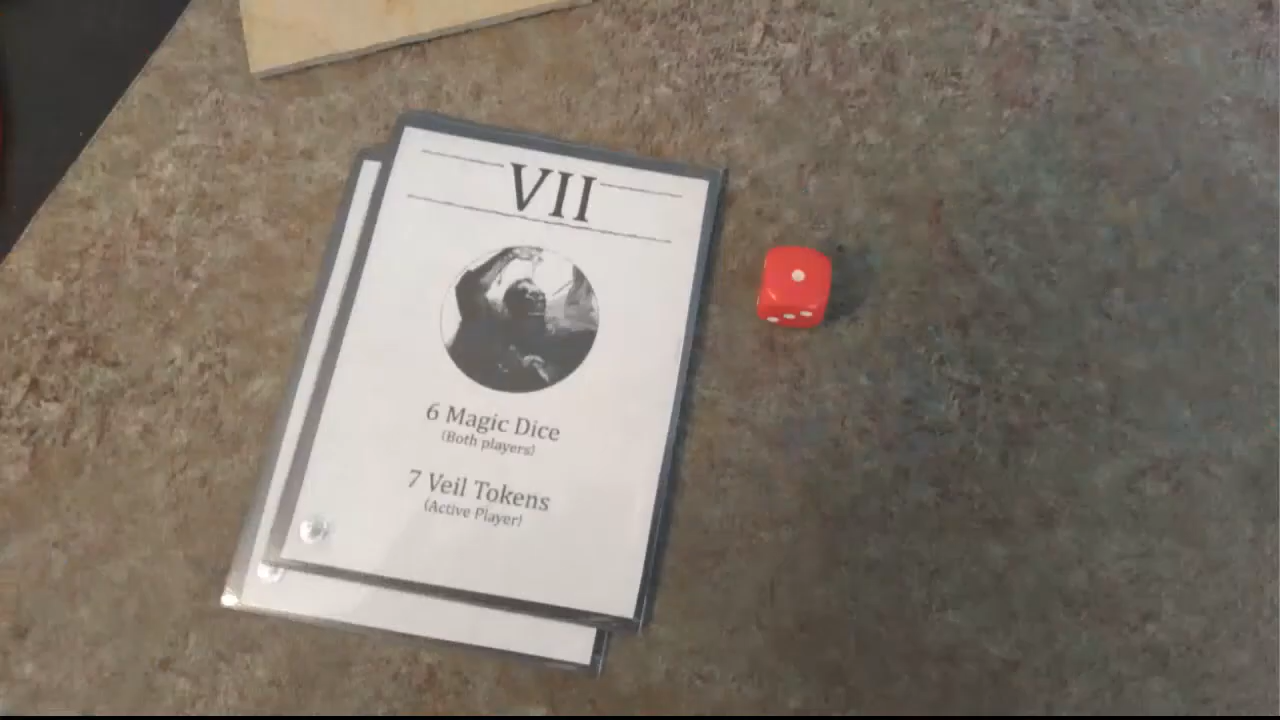 VII
6 Magic Dice
(Both players)
7 Veil Tokens
(Active Player)